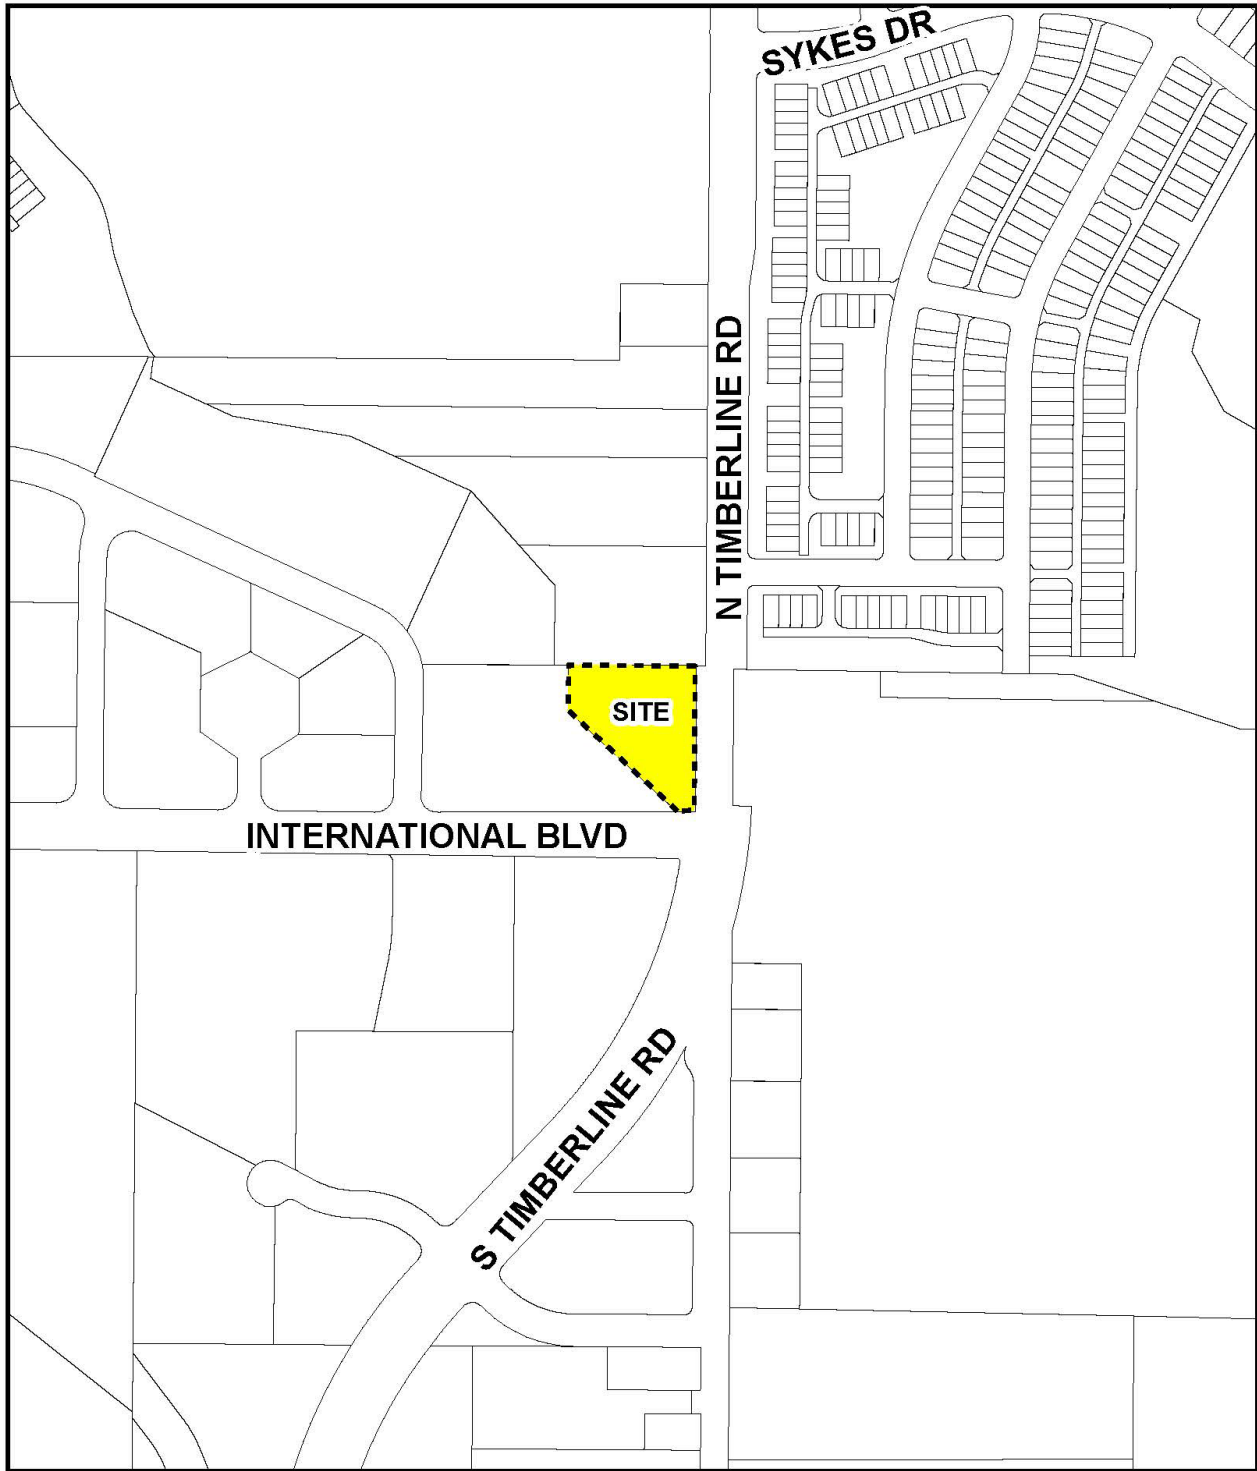 SYKES DR
N TIMBERLINE RD
SITE
INTERNATIONAL BLVD
S TIMBERLINE RD